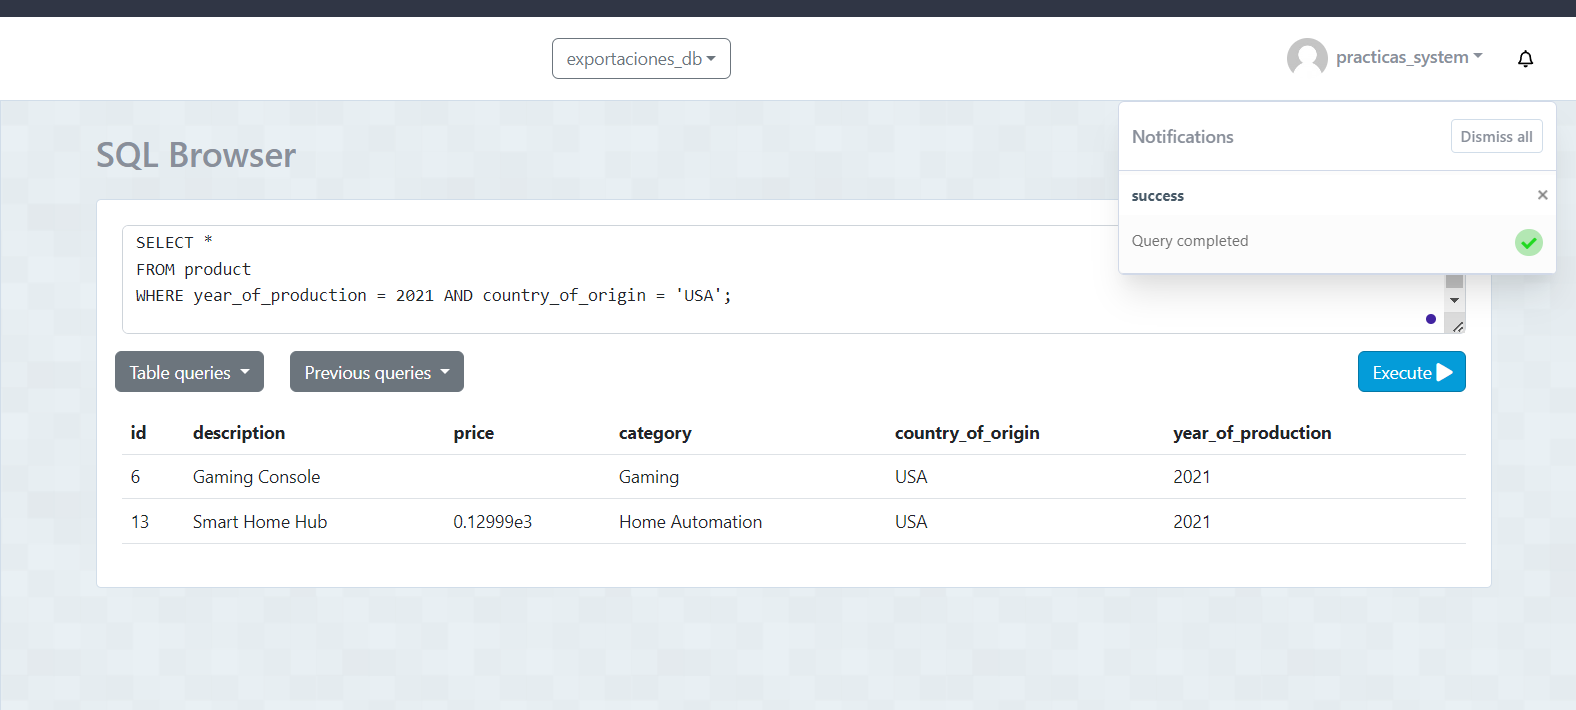 exportaciones_db
practicas_system
Notifications
Dismiss all
success
Query completed
SQL Browser
SELECT *
FROM product
WHERE year_of_production = 2021 AND country_of_origin = 'USA';
Table queries
Previous queries
Execute
id description price category country_of_origin year_of_production
6 Gaming Console Gaming USA 2021
13 Smart Home Hub 0.12999e3 Home Automation USA 2021